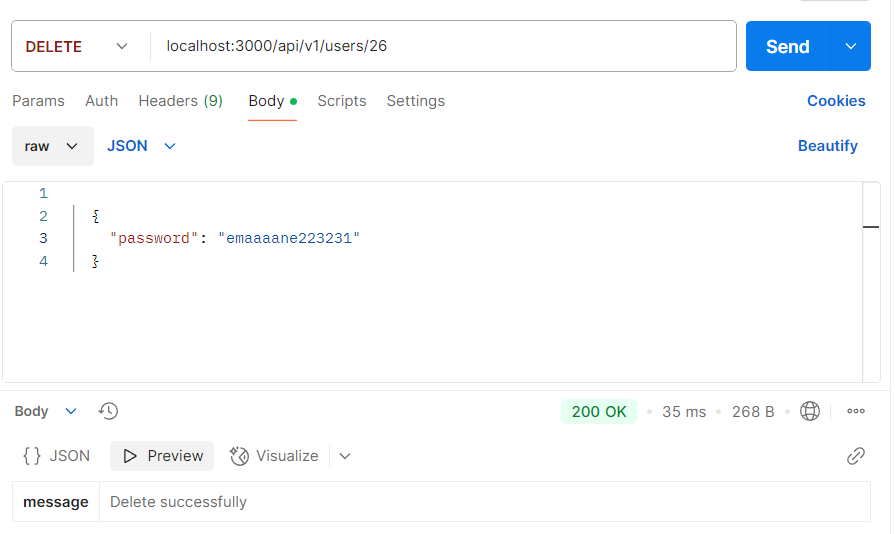 DELETE localhost:3000/api/v1/users/26 Send
Params Auth Headers (9) Body Scripts Settings Cookies
raw JSON Beautify
1
2 {
3 "password": "emaaaane223231"
4 }
Body 200 OK 35 ms 268 B
{} JSON Preview Visualize
message Delete successfully